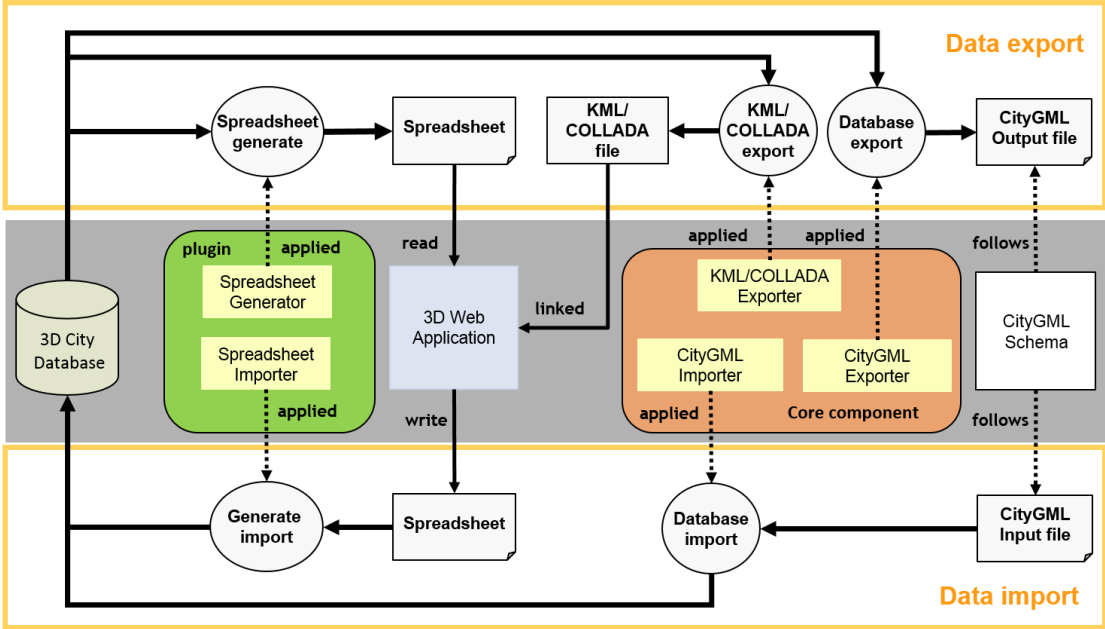 Data export
Spreadsheet
generate
Spreadsheet
KML/
COLLADA
file
KML/
COLLADA
export
Database
export
CityGML
Output file
plugin
applied
read
applied
applied
follows
Spreadsheet
Generator
KML/COLLADA
Exporter
3D City
Database
3D Web
Application
linked
CityGML
Schema
Spreadsheet
Importer
CityGML
Importer
CityGML
Exporter
applied
write
applied
Core component
follows
Generate
import
Spreadsheet
Database
import
CityGML
Input file
Data import